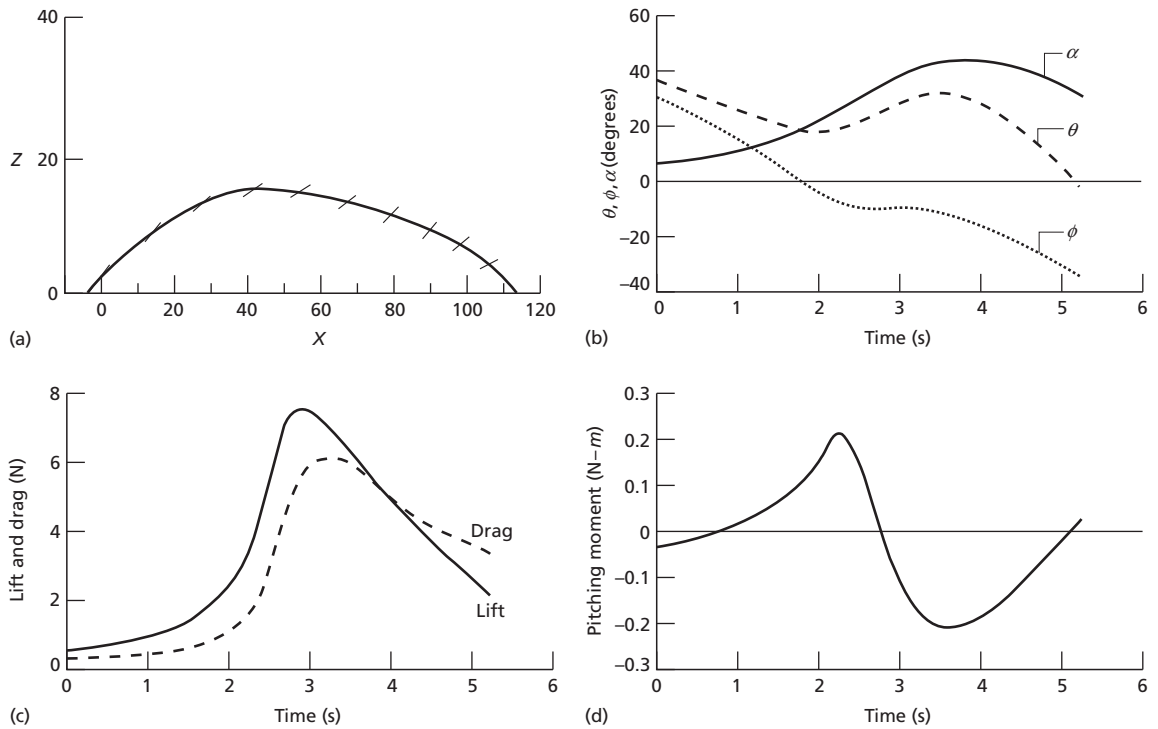 40
20
0
Z
0 20 40 60 80 100 120
X
(a)
60
40
20
0
−20
−40
θ, ϕ, α (degrees)
α
θ
ϕ
0 1 2 3 4 5 6
Time (s)
(b)
8
6
4
2
0
Lift and drag (N)
Drag
Lift
0 1 2 3 4 5 6
Time (s)
(c)
0.3
0.2
0.1
0
−0.1
−0.2
−0.3
Pitching moment (N−m)
0 1 2 3 4 5 6
Time (s)
(d)